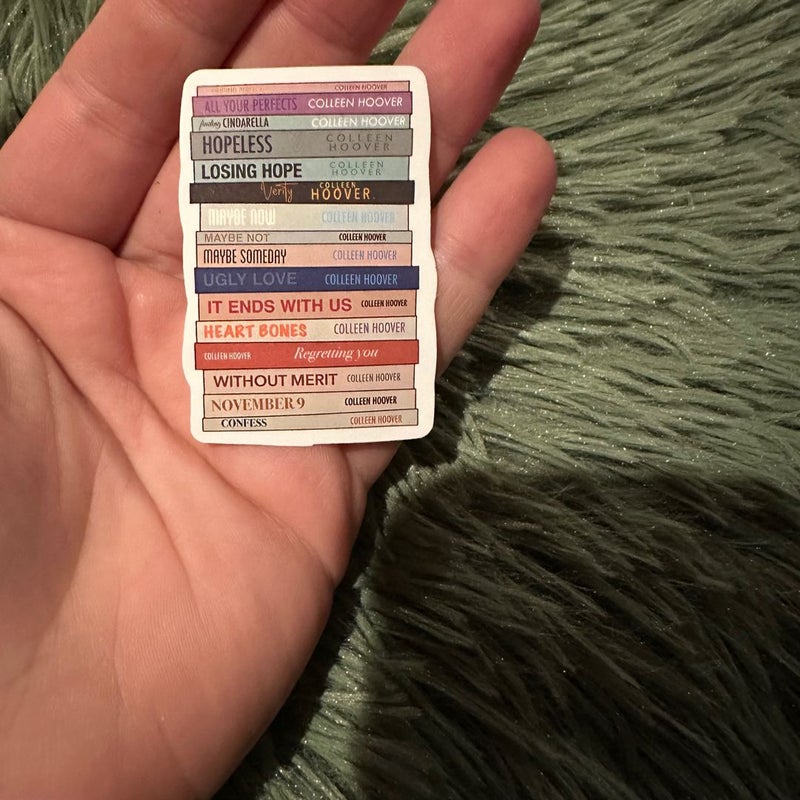 COLLEEN HOOVER
ALL YOUR PERFECTS COLLEEN HOOVER
finding CINDARELLA COLLEEN HOOVER
HOPELESS COLLEEN HOOVER
LOSING HOPE COLLEEN HOOVER
Verity COLLEEN HOOVER
MAYBE NOW COLLEEN HOOVER
MAYBE NOT COLLEEN HOOVER
MAYBE SOMEDAY COLLEEN HOOVER
UGLY LOVE COLLEEN HOOVER
IT ENDS WITH US COLLEEN HOOVER
HEART BONES COLLEEN HOOVER
COLLEEN HOOVER Regretting you
WITHOUT MERIT COLLEEN HOOVER
NOVEMBER 9 COLLEEN HOOVER
CONFESS COLLEEN HOOVER